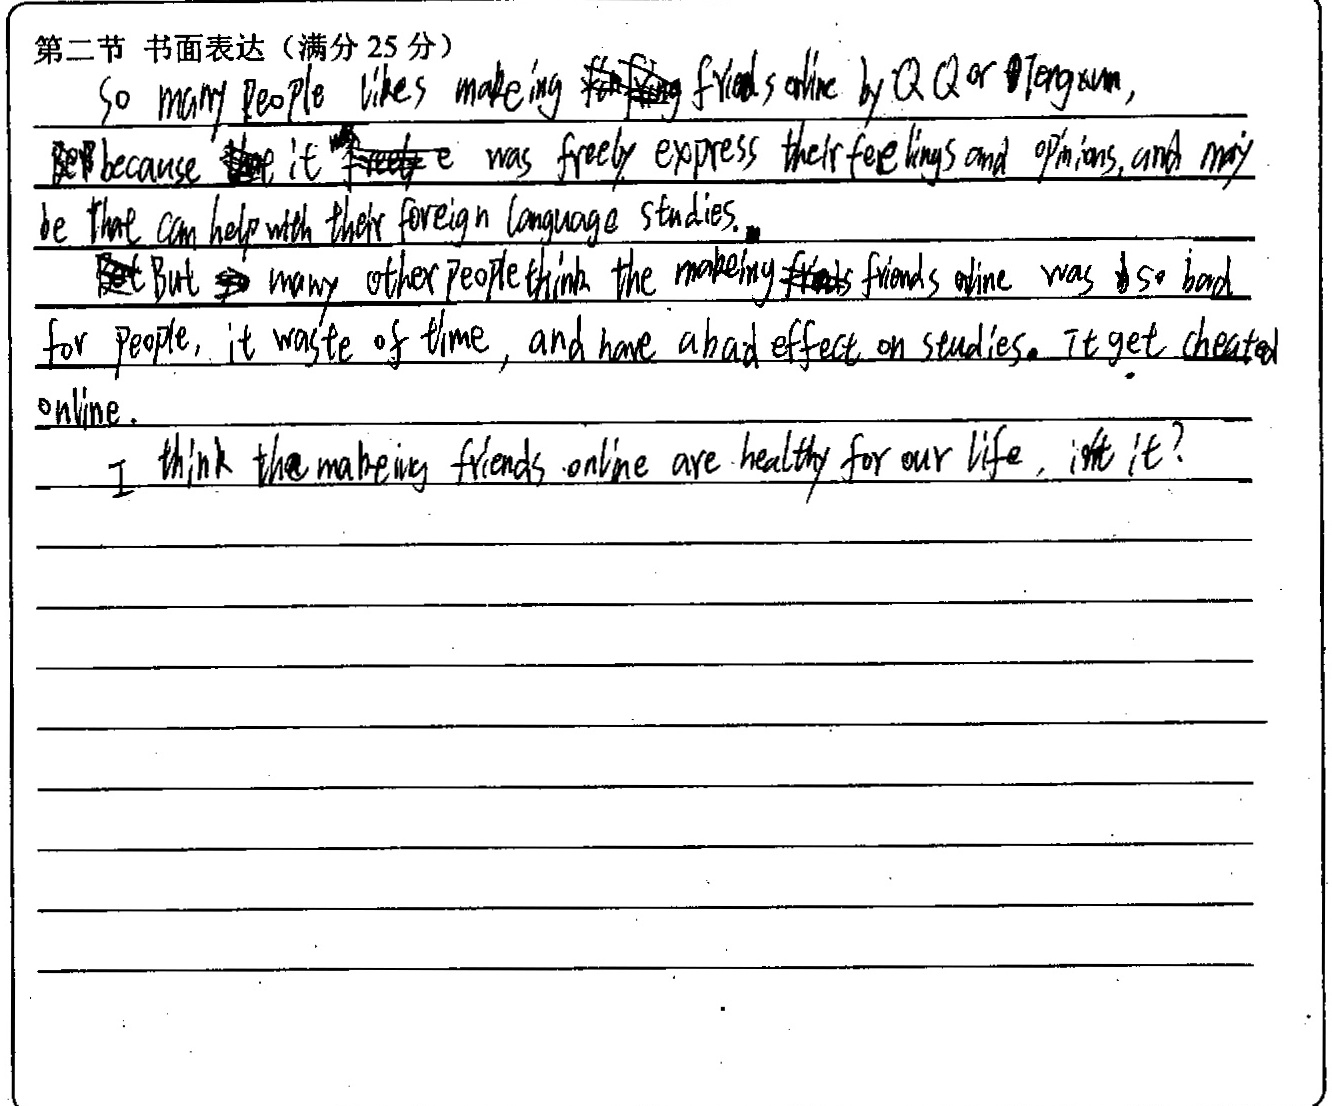 第二节 书面表达（满分 25 分）
So many people likes makeing friends online by QQ or Tengxun,
because it was freely express their feelings and opinions, and may
be that can help with their foreign language studies.
But many other people think the makeing friends online was so bad
for people, it waste of time, and have a bad effect on studies. It get cheated
online.
I think the makeing friends online are healthy for our life, isn't it?